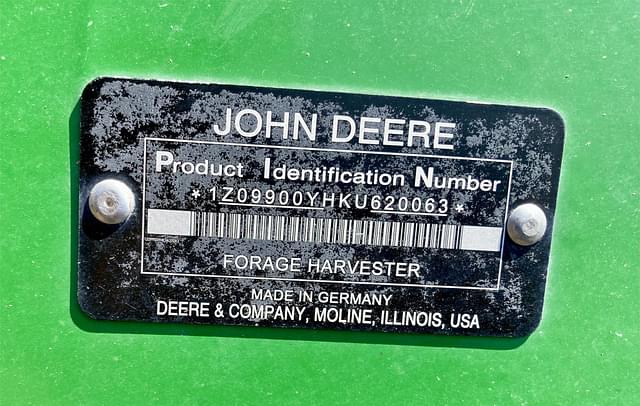 JOHN DEERE
Product Identification Number
*1Z09900YHKU620063*
FORAGE HARVESTER
MADE IN GERMANY
DEERE & COMPANY, MOLINE, ILLINOIS, USA